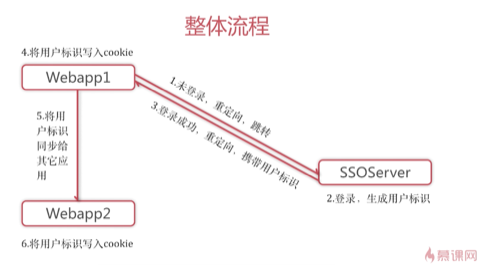 整体流程
4.将用户标识写入cookie
Webapp1
1.未登录、重定向、跳转
3.登录成功、重定向、携带用户标识
5.将用
户标识
同步给
其它应
用
SSOServer
2.登录、生成用户标识
Webapp2
6.将用户标识写入cookie
慕课网